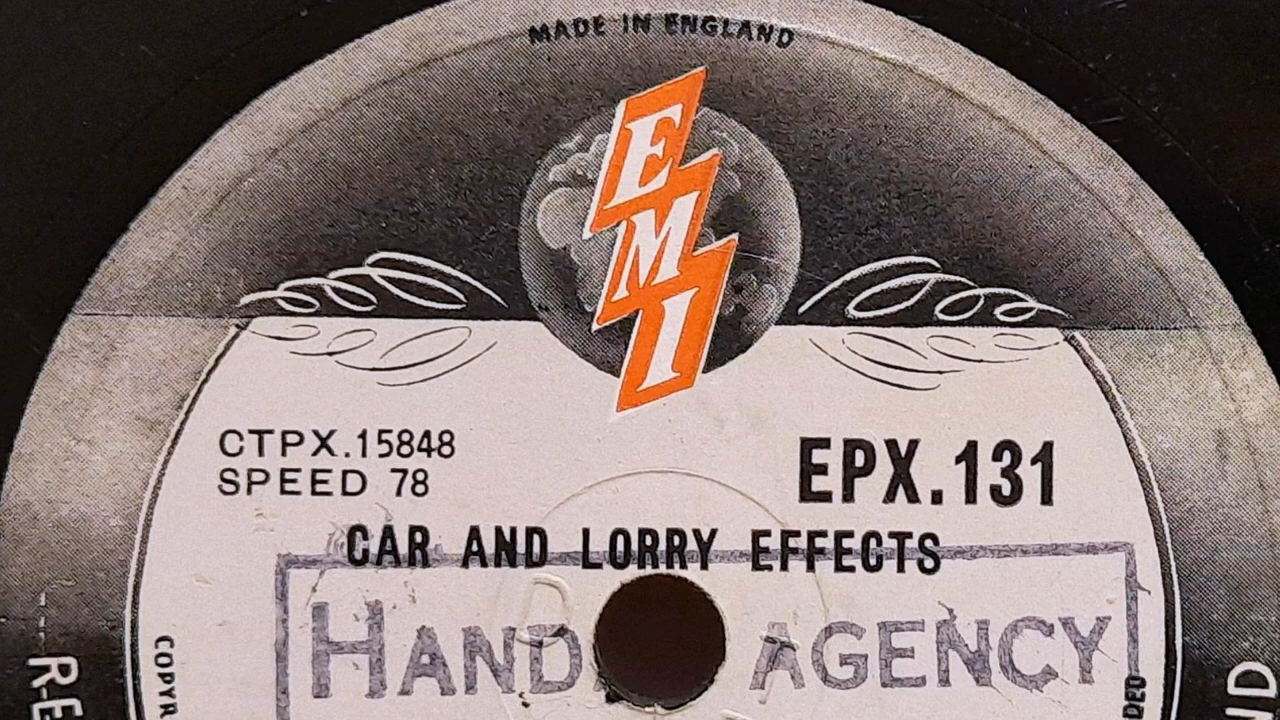 MADE IN ENGLAND
EMI
CTPX.15848
SPEED 78
EPX.131
CAR AND LORRY EFFECTS
HAND AGENCY